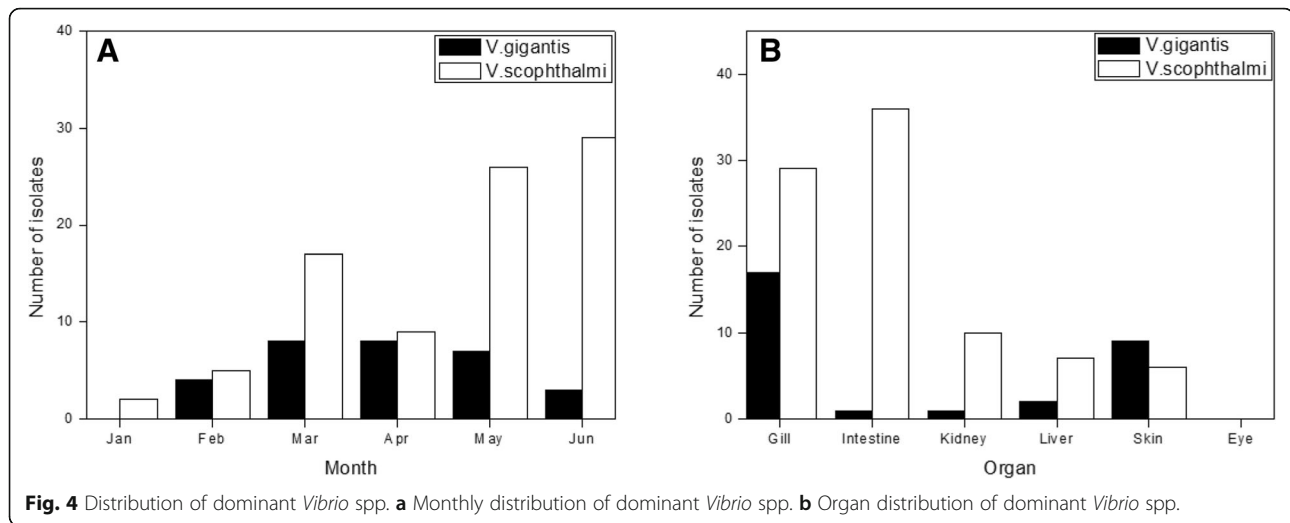 A
V.gigantis
V.scophthalmi
40
30
20
10
0
Number of isolates
Jan Feb Mar Apr May Jun
Month
B
V.gigantis
V.scophthalmi
40
30
20
10
0
Number of isolates
Gill Intestine Kidney Liver Skin Eye
Organ
Fig. 4 Distribution of dominant Vibrio spp. a Monthly distribution of dominant Vibrio spp. b Organ distribution of dominant Vibrio spp.